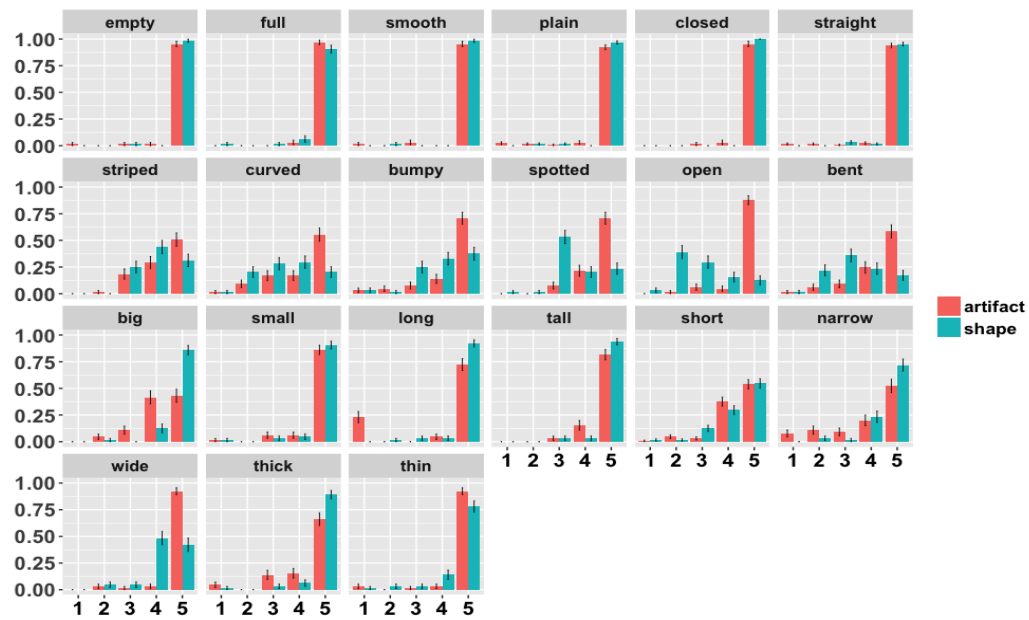 empty full smooth plain closed straight
1.00
0.75
0.50
0.25
0.00
striped curved bumpy spotted open bent
1.00
0.75
0.50
0.25
0.00
artifact
shape
big small long tall short narrow
1.00
0.75
0.50
0.25
0.00
1 2 3 4 5 1 2 3 4 5 1 2 3 4 5
wide thick thin
1.00
0.75
0.50
0.25
0.00
1 2 3 4 5 1 2 3 4 5 1 2 3 4 5